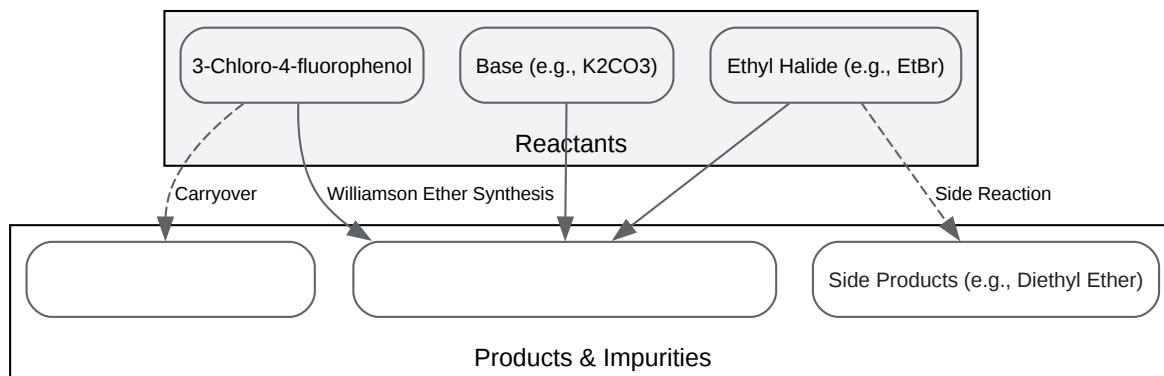 3-Chloro-4-fluorophenol
Base (e.g., K2CO3)
Ethyl Halide (e.g., EtBr)
Reactants
Carryover
Williamson Ether Synthesis
Side Reaction
Side Products (e.g., Diethyl Ether)
Products & Impurities